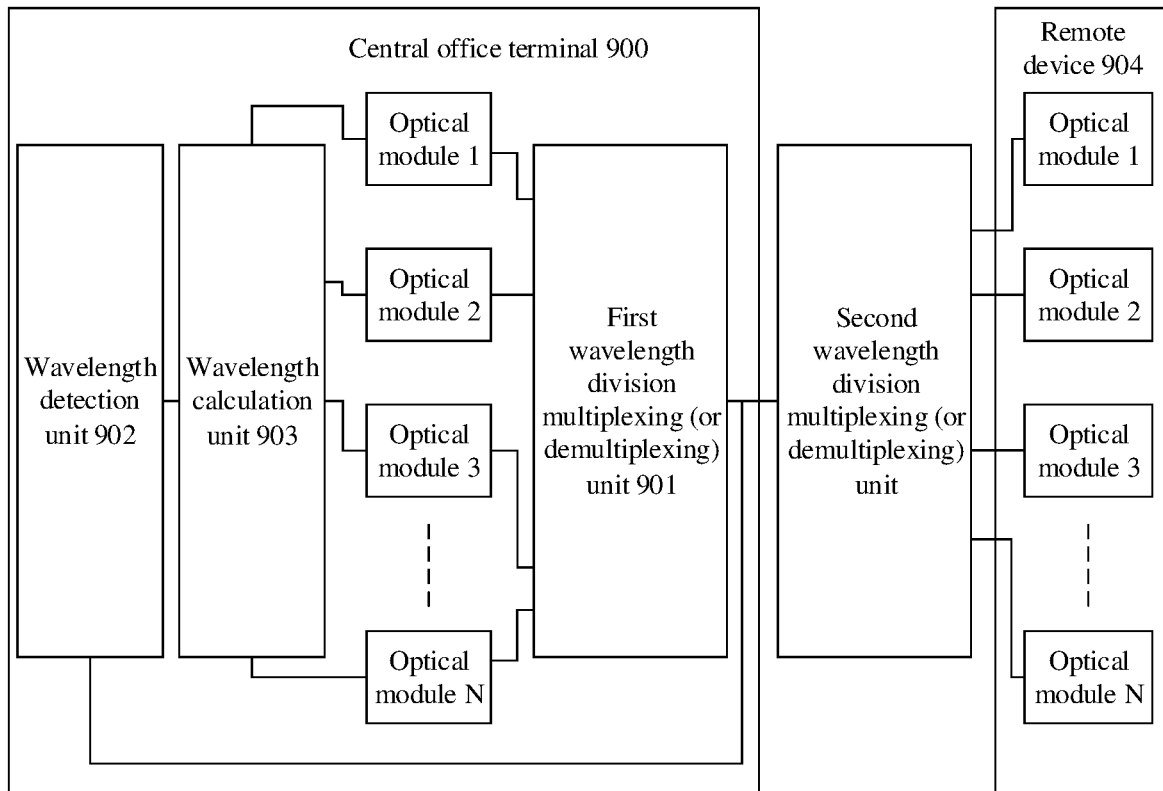 Central office terminal 900
Remote
device 904
Optical
module 1
Optical
module 1
Optical
module 2
Optical
module 2
Wavelength
detection
unit 902
Wavelength
calculation
unit 903
First
wavelength
division
multiplexing (or
demultiplexing)
unit 901
Second
wavelength
division
multiplexing (or
demultiplexing)
unit
Optical
module 3
Optical
module 3
Optical
module N
Optical
module N